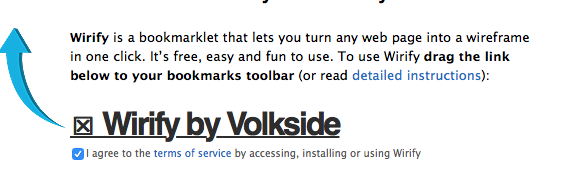 Wirify is a bookmarklet that lets you turn any web page into a wireframe
in one click. It's free, easy and fun to use. To use Wirify drag the link
below to your bookmarks toolbar (or read detailed instructions):
☒ Wirify by Volkside
I agree to the terms of service by accessing, installing or using Wirify